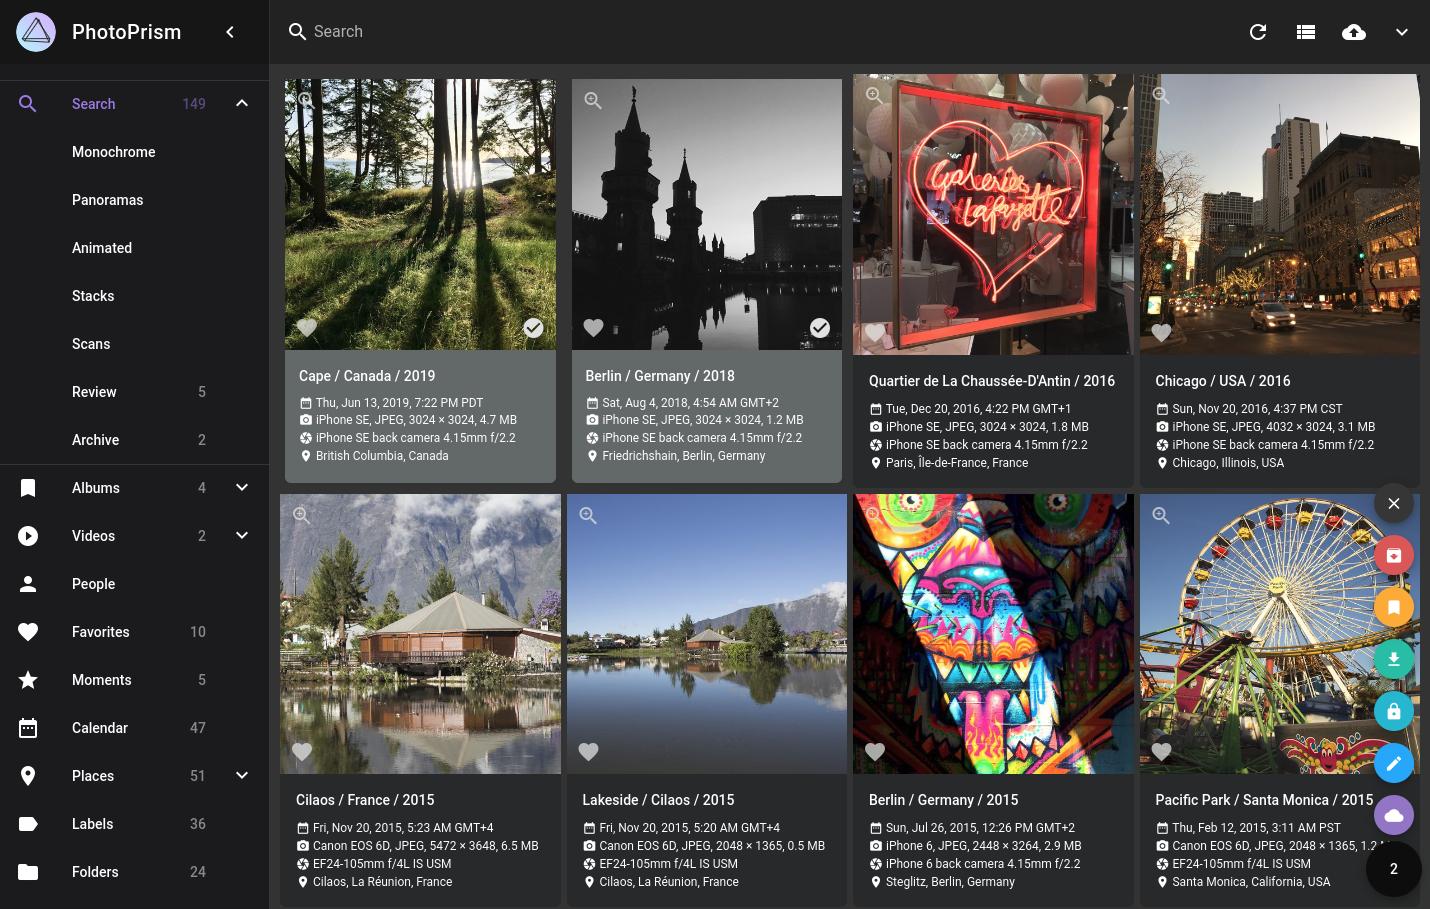 PhotoPrism
Search
Search 149
Monochrome
Panoramas
Animated
Stacks
Scans
Review 5
Archive 2
Albums 4
Videos 2
People
Favorites 10
Moments 5
Calendar 47
Places 51
Labels 36
Folders 24
Galeries
Lafayette
Cape / Canada / 2019
Thu, Jun 13, 2019, 7:22 PM PDT
iPhone SE, JPEG, 3024 × 3024, 4.7 MB
iPhone SE back camera 4.15mm f/2.2
British Columbia, Canada
Berlin / Germany / 2018
Sat, Aug 4, 2018, 4:54 AM GMT+2
iPhone SE, JPEG, 3024 × 3024, 1.2 MB
iPhone SE back camera 4.15mm f/2.2
Friedrichshain, Berlin, Germany
Quartier de La Chaussée-D'Antin / 2016
Tue, Dec 20, 2016, 4:22 PM GMT+1
iPhone SE, JPEG, 3024 × 3024, 1.8 MB
iPhone SE back camera 4.15mm f/2.2
Paris, Île-de-France, France
Chicago / USA / 2016
Sun, Nov 20, 2016, 4:37 PM CST
iPhone SE, JPEG, 4032 × 3024, 3.1 MB
iPhone SE back camera 4.15mm f/2.2
Chicago, Illinois, USA
Cilaos / France / 2015
Fri, Nov 20, 2015, 5:23 AM GMT+4
Canon EOS 6D, JPEG, 5472 × 3648, 6.5 MB
EF24-105mm f/4L IS USM
Cilaos, La Réunion, France
Lakeside / Cilaos / 2015
Fri, Nov 20, 2015, 5:20 AM GMT+4
Canon EOS 6D, JPEG, 2048 × 1365, 0.5 MB
EF24-105mm f/4L IS USM
Cilaos, La Réunion, France
Berlin / Germany / 2015
Sun, Jul 26, 2015, 12:26 PM GMT+2
iPhone 6, JPEG, 2448 × 3264, 2.9 MB
iPhone 6 back camera 4.15mm f/2.2
Steglitz, Berlin, Germany
Pacific Park / Santa Monica / 2015
Thu, Feb 12, 2015, 3:11 AM PST
Canon EOS 6D, JPEG, 2048 × 1365, 1.2
EF24-105mm f/4L IS USM
Santa Monica, California, USA
2